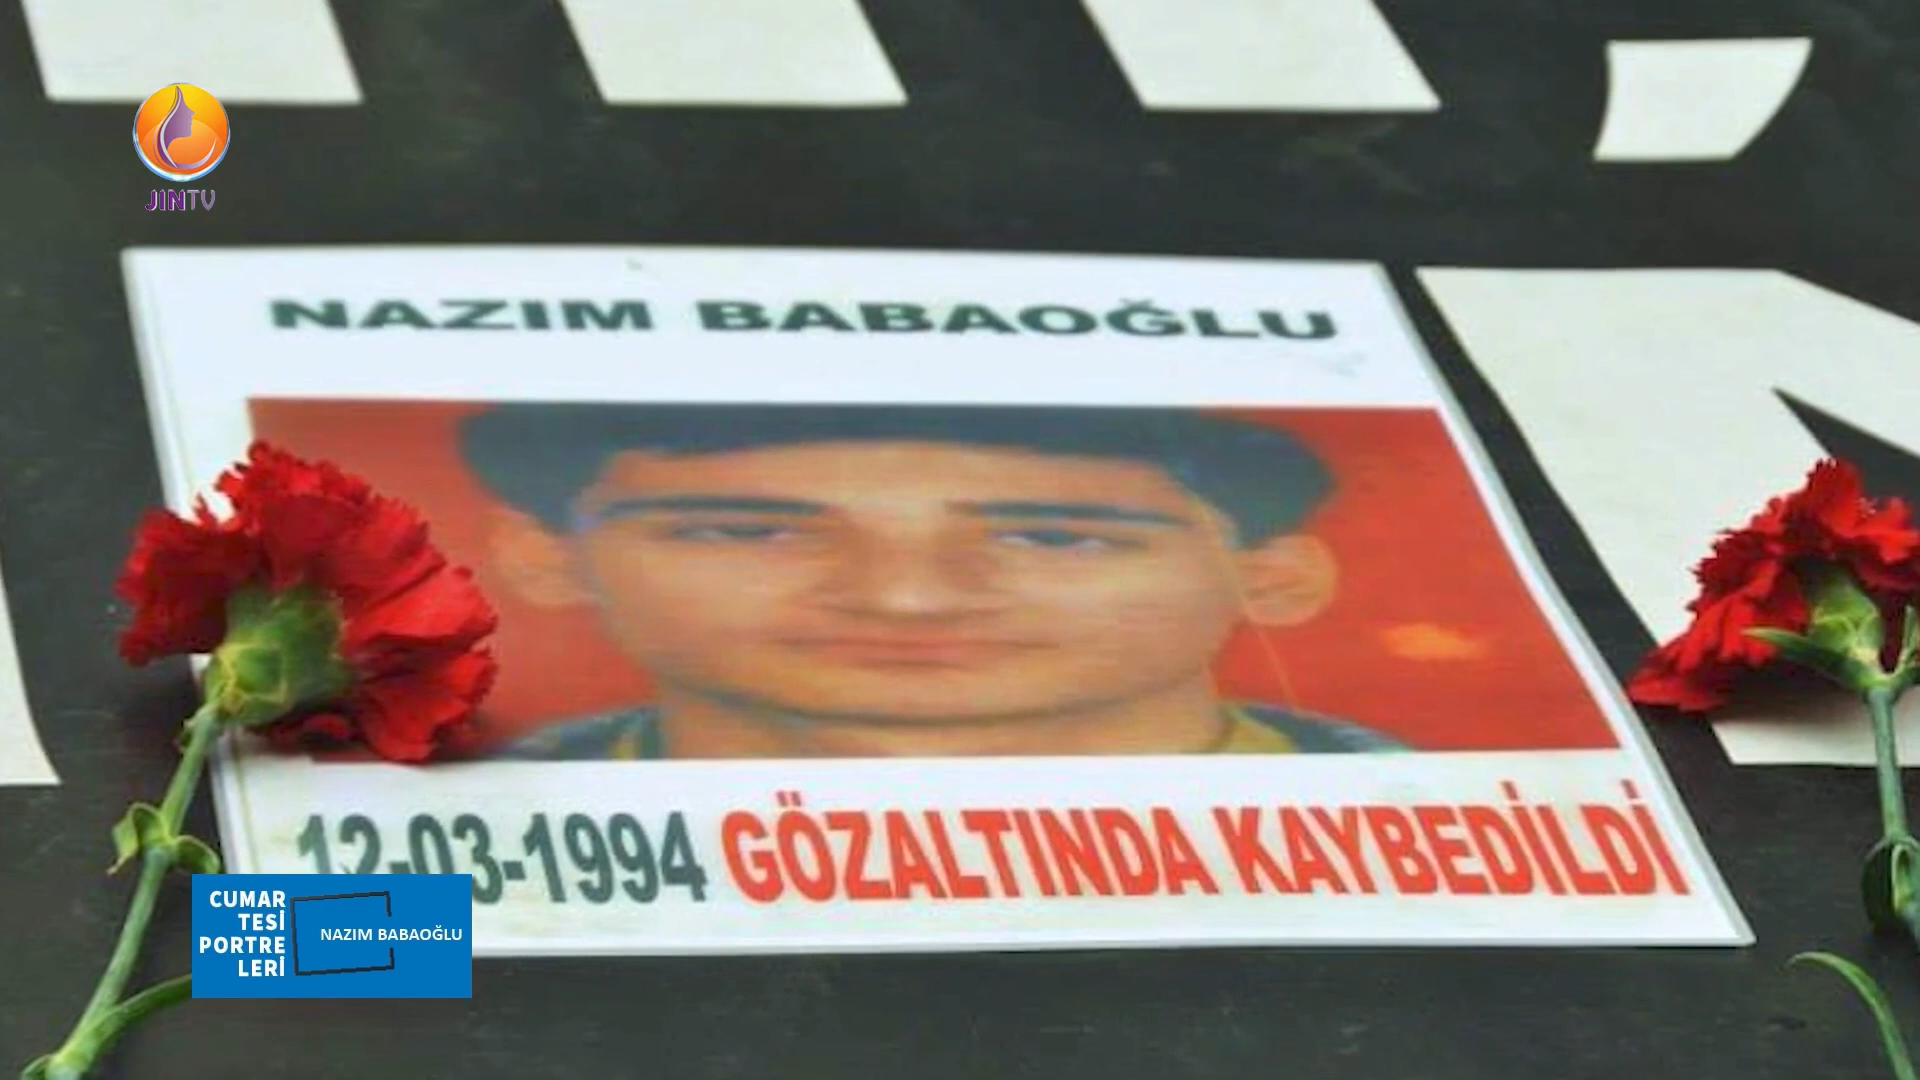 JINTV
NAZIM BABAOĞLU
12-03-1994 GÖZALTINDA KAYBEDİLDİ
CUMAR
TESİ
PORTRE
LERİ
NAZIM BABAOĞLU